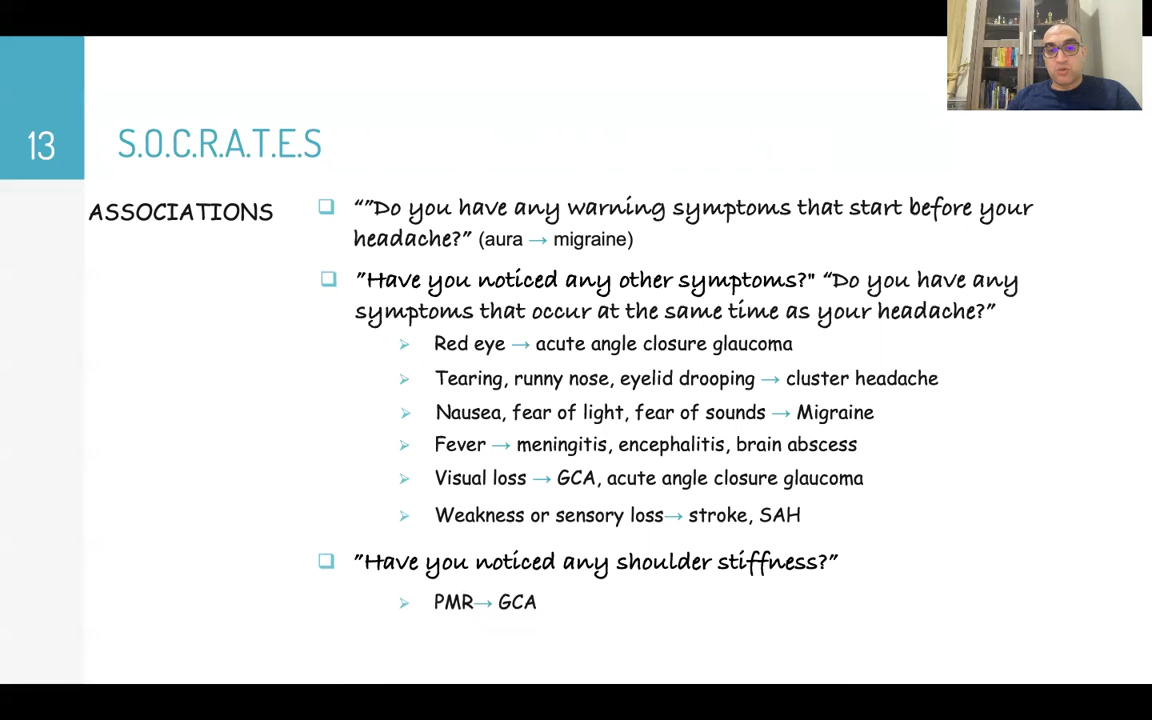 13
S.O.C.R.A.T.E.S
ASSOCIATIONS
“”Do you have any warning symptoms that start before your
headache?” (aura → migraine)
”Have you noticed any other symptoms?" “Do you have any
symptoms that occur at the same time as your headache?”
Red eye → acute angle closure glaucoma
Tearing, runny nose, eyelid drooping → cluster headache
Nausea, fear of light, fear of sounds → Migraine
Fever → meningitis, encephalitis, brain abscess
Visual loss → GCA, acute angle closure glaucoma
Weakness or sensory loss→ stroke, SAH
”Have you noticed any shoulder stiffness?”
PMR→ GCA